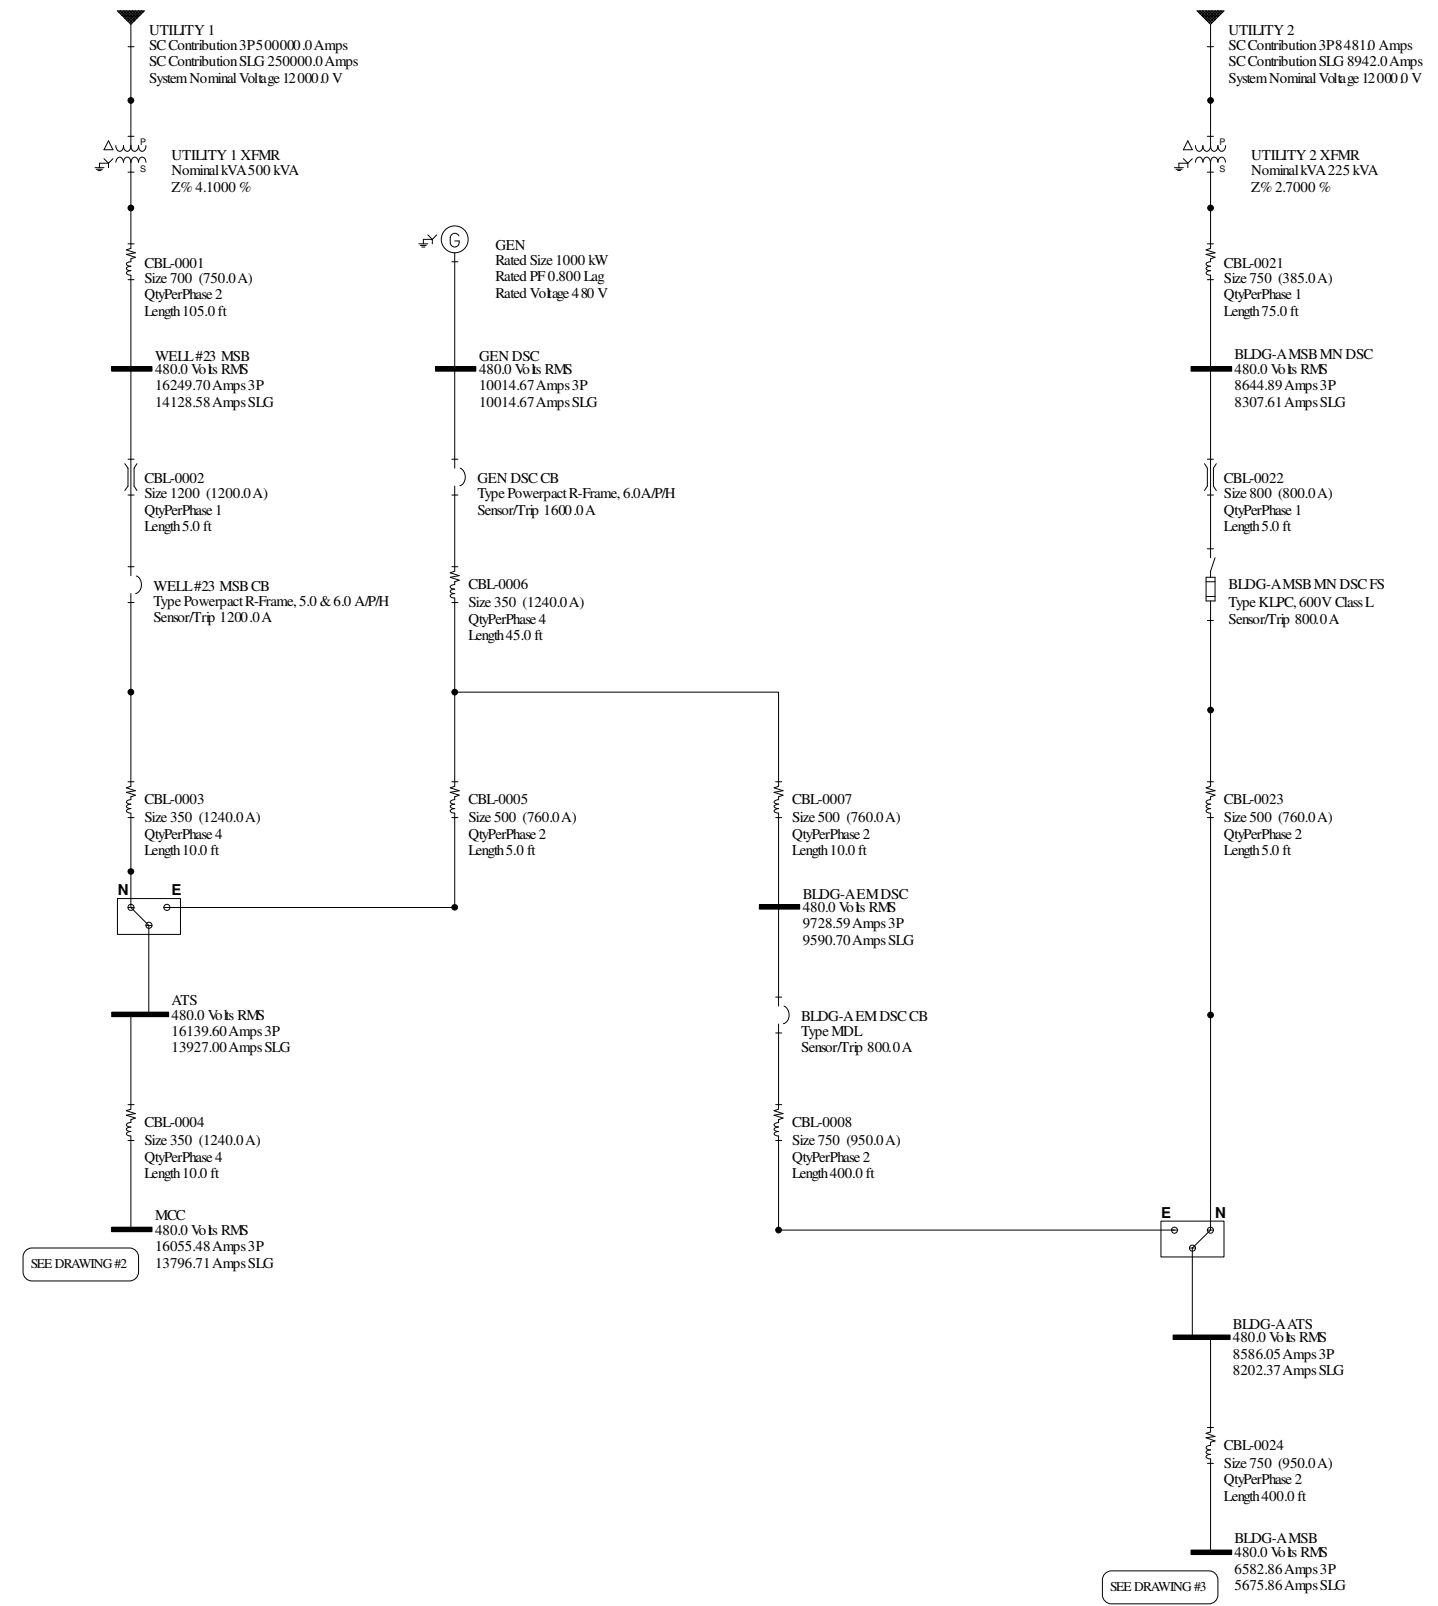 UTILITY 1
SC Contribution 3P 500000.0 Amps
SC Contribution SLG 250000.0 Amps
System Nominal Voltage 12000.0 V
P
S
UTILITY 1 XFMR
Nominal kVA 500 kVA
Z% 4.1000 %
CBL-0001
Size 700 (750.0 A)
QtyPerPhase 2
Length 105.0 ft
WELL #23 MSB
480.0 Volts RMS
16249.70 Amps 3P
14128.58 Amps SLG
CBL-0002
Size 1200 (1200.0 A)
QtyPerPhase 1
Length 5.0 ft
WELL #23 MSB CB
Type Powerpact R-Frame, 5.0 & 6.0 A/P/H
Sensor/Trip 1200.0 A
CBL-0003
Size 350 (1240.0 A)
QtyPerPhase 4
Length 10.0 ft
N E
ATS
480.0 Volts RMS
16139.60 Amps 3P
13927.00 Amps SLG
CBL-0004
Size 350 (1240.0 A)
QtyPerPhase 4
Length 10.0 ft
MCC
480.0 Volts RMS
16055.48 Amps 3P
13796.71 Amps SLG
SEE DRAWING #2
G
GEN
Rated Size 1000 kW
Rated PF 0.800 Lag
Rated Voltage 480 V
GEN DSC
480.0 Volts RMS
10014.67 Amps 3P
10014.67 Amps SLG
GEN DSC CB
Type Powerpact R-Frame, 6.0A/P/H
Sensor/Trip 1600.0 A
CBL-0006
Size 350 (1240.0 A)
QtyPerPhase 4
Length 45.0 ft
CBL-0005
Size 500 (760.0 A)
QtyPerPhase 2
Length 5.0 ft
CBL-0007
Size 500 (760.0 A)
QtyPerPhase 2
Length 10.0 ft
BLDG-A EM DSC
480.0 Volts RMS
9728.59 Amps 3P
9590.70 Amps SLG
BLDG-A EM DSC CB
Type MDL
Sensor/Trip 800.0 A
CBL-0008
Size 750 (950.0 A)
QtyPerPhase 2
Length 400.0 ft
UTILITY 2
SC Contribution 3P 8481.0 Amps
SC Contribution SLG 8942.0 Amps
System Nominal Voltage 12000.0 V
P
S
UTILITY 2 XFMR
Nominal kVA 225 kVA
Z% 2.7000 %
CBL-0021
Size 750 (385.0 A)
QtyPerPhase 1
Length 75.0 ft
BLDG-A MSB MN DSC
480.0 Volts RMS
8644.89 Amps 3P
8307.61 Amps SLG
CBL-0022
Size 800 (800.0 A)
QtyPerPhase 1
Length 5.0 ft
BLDG-A MSB MN DSC FS
Type KLPC, 600V Class L
Sensor/Trip 800.0 A
CBL-0023
Size 500 (760.0 A)
QtyPerPhase 2
Length 5.0 ft
E N
BLDG-A ATS
480.0 Volts RMS
8586.05 Amps 3P
8202.37 Amps SLG
CBL-0024
Size 750 (950.0 A)
QtyPerPhase 2
Length 400.0 ft
BLDG-A MSB
480.0 Volts RMS
6582.86 Amps 3P
5675.86 Amps SLG
SEE DRAWING #3